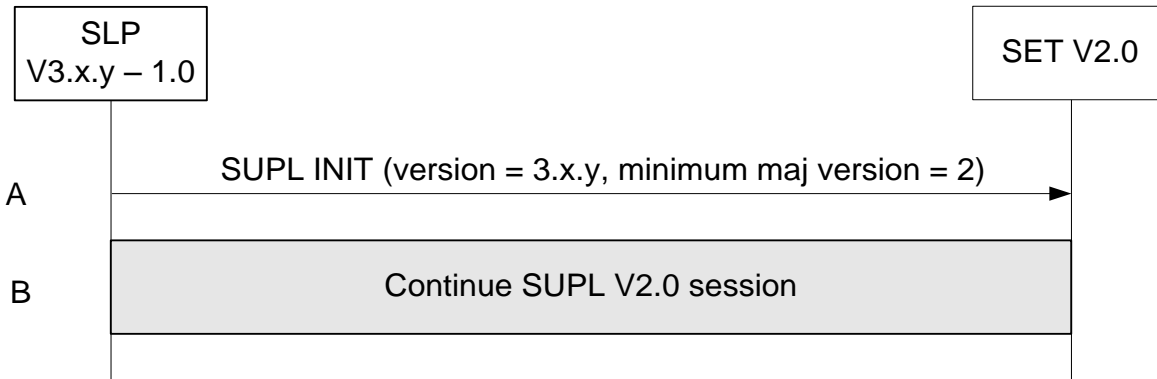 SLP
V3.x.y – 1.0
SET V2.0
SUPL INIT (version = 3.x.y, minimum maj version = 2)
A
Continue SUPL V2.0 session
B